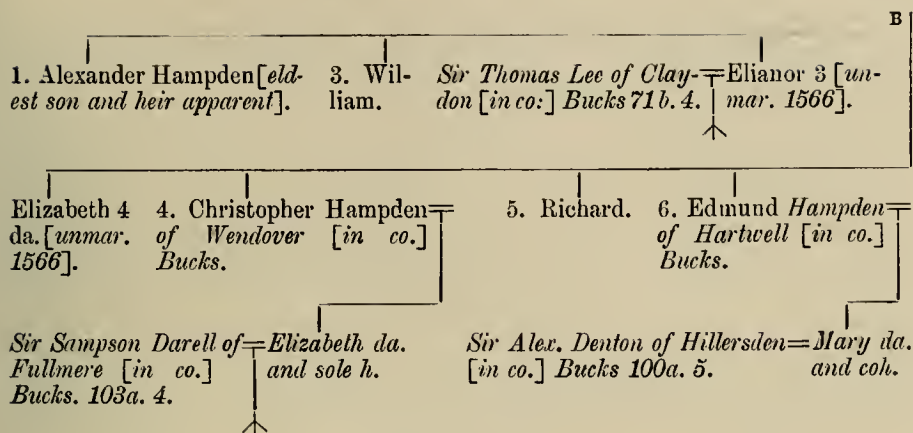 B
1. Alexander Hampden [eld-
est son and heir apparent].
3. Wil-
liam.
Sir Thomas Lee of Clay-
don [in co:] Bucks 71 b. 4.
Elianor 3 [un-
mar. 1566].
Elizabeth 4
da. [unmar.
1566].
4. Christopher Hampden
of Wendover [in co.]
Bucks.
5. Richard.
6. Edmund Hampden
of Hartwell [in co.]
Bucks.
Sir Sampson Darell of
Fullmere [in co.]
Bucks. 103a. 4.
Elizabeth da.
and sole h.
Sir Alex. Denton of Hillersden
[in co.] Bucks 100a. 5.
Mary da.
and coh.